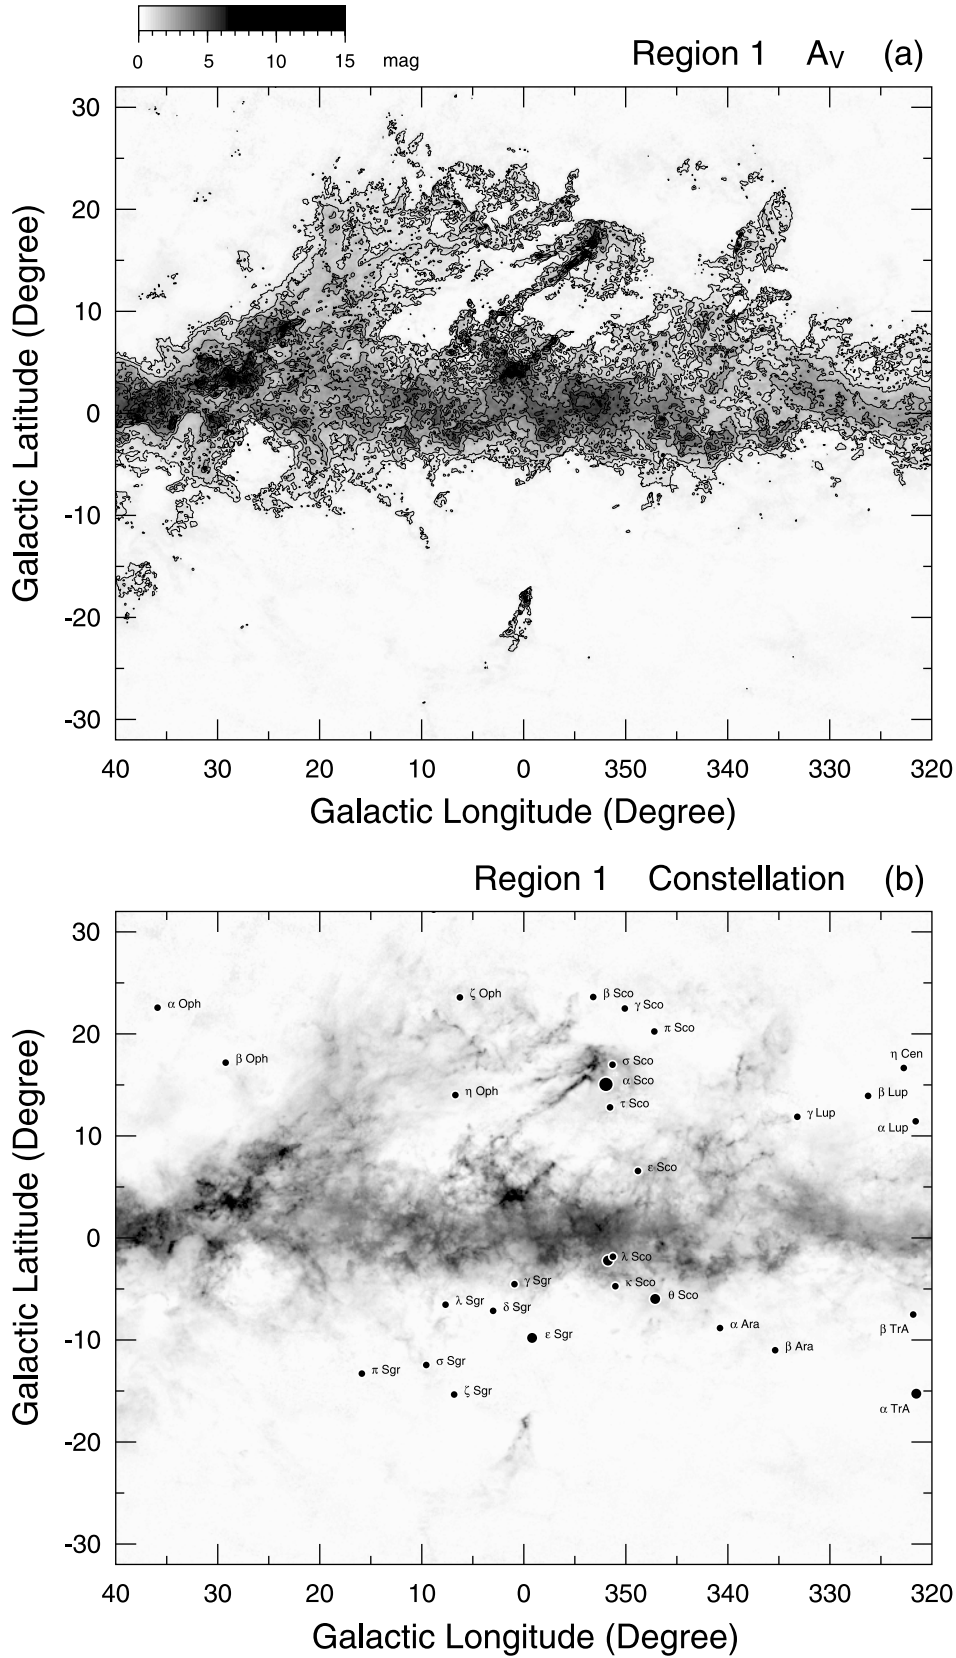 0 5 10 15 mag
Region 1 A_V (a)
30
20
10
0
-10
-20
-30
Galactic Latitude (Degree)
40 30 20 10 0 350 340 330 320
Galactic Longitude (Degree)
Region 1 Constellation (b)
30
20
10
0
-10
-20
-30
Galactic Latitude (Degree)
α Oph
ζ Oph
β Sco
γ Sco
π Sco
β Oph
σ Sco
η Cen
α Sco
η Oph
τ Sco
β Lup
γ Lup
α Lup
ε Sco
λ Sco
γ Sgr
κ Sco
θ Sco
λ Sgr
δ Sgr
ε Sgr
α Ara
β TrA
β Ara
σ Sgr
π Sgr
ζ Sgr
α TrA
40 30 20 10 0 350 340 330 320
Galactic Longitude (Degree)